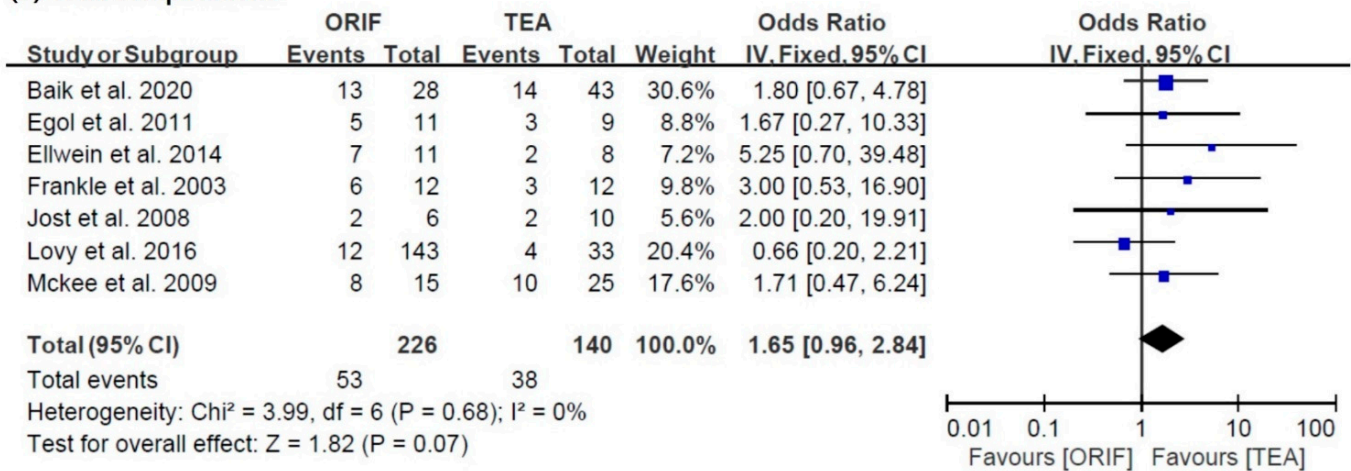 ORIF TEA Odds Ratio Odds Ratio
Study or Subgroup Events Total Events Total Weight IV, Fixed, 95% CI IV, Fixed, 95% CI
Baik et al. 2020 13 28 14 43 30.6% 1.80 [0.67, 4.78]
Egol et al. 2011 5 11 3 9 8.8% 1.67 [0.27, 10.33]
Ellwein et al. 2014 7 11 2 8 7.2% 5.25 [0.70, 39.48]
Frankle et al. 2003 6 12 3 12 9.8% 3.00 [0.53, 16.90]
Jost et al. 2008 2 6 2 10 5.6% 2.00 [0.20, 19.91]
Lovy et al. 2016 12 143 4 33 20.4% 0.66 [0.20, 2.21]
Mckee et al. 2009 8 15 10 25 17.6% 1.71 [0.47, 6.24]
Total (95% CI) 226 140 100.0% 1.65 [0.96, 2.84]
Total events 53 38
Heterogeneity: Chi² = 3.99, df = 6 (P = 0.68); I² = 0%
Test for overall effect: Z = 1.82 (P = 0.07)
0.01 0.1 1 10 100
Favours [ORIF] Favours [TEA]